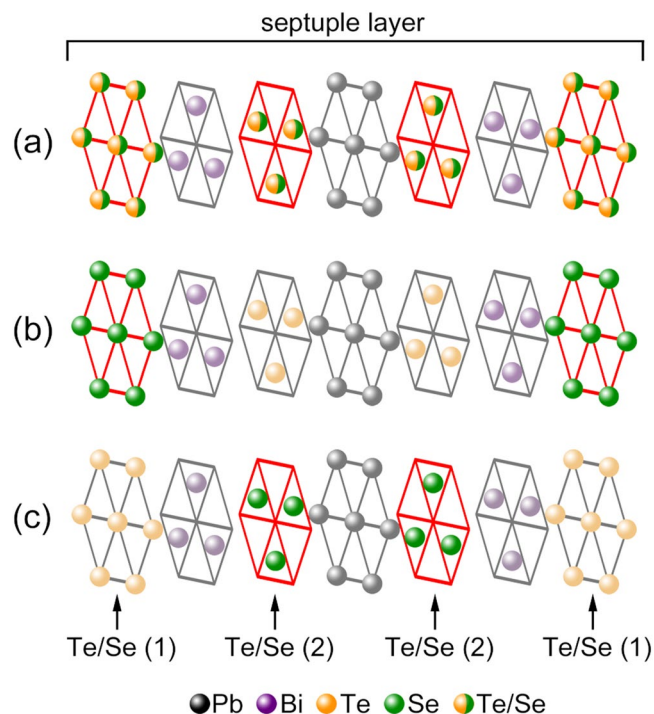 septuple layer
(a)
(b)
(c)
Te/Se (1) Te/Se (2) Te/Se (2) Te/Se (1)
Pb Bi Te Se Te/Se